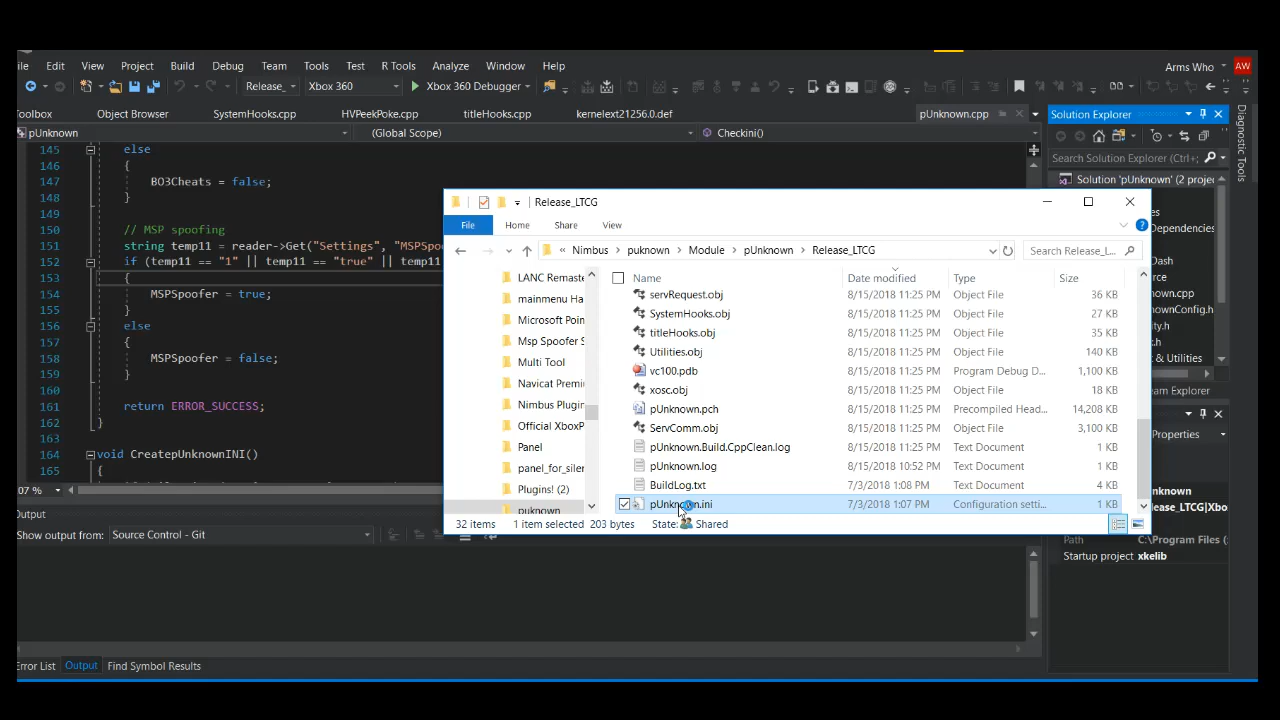 ile Edit View Project Build Debug Team Tools Test R Tools Analyze Window Help Arms Who AW
Release_ Xbox 360 Xbox 360 Debugger
oolbox Object Browser SystemHooks.cpp HVPeekPoke.cpp titleHooks.cpp kernelext21256.0.def pUnknown.cpp Solution Explorer
pUnknown (Global Scope) Checkini()
Search Solution Explorer (Ctrl+;
Solution 'pUnknown' (2 projec
Diagnostic Tools
145 else
146 {
147 BO3Cheats = false;
148 }
149
150 // MSP spoofing
151 string temp11 = reader->Get("Settings", "MSPSpo
152 if (temp11 == "1" || temp11 == "true" || temp11
153 {
154 MSPSpoofer = true;
155 }
156 else
157 {
158 MSPSpoofer = false;
159 }
160
161 return ERROR_SUCCESS;
162 }
163
164 void CreatepUnknownINI()
165 {
07 %
es
Dependencies
Dash
e
own.cpp
ownConfig.h
ity.h
.h
t & Utilities
eam Explorer
Properties
nknown
elease_LTCG|Xbo
Path C:\Program Files (
Startup project xkelib
Release_LTCG
File Home Share View
« Nimbus puknown Module pUnknown Release_LTCG Search Release_L...
LANC Remaste
mainmenu Ha
Microsoft Poin
Msp Spoofer S
Multi Tool
Navicat Premi
Nimbus Plugin
Official XboxP
Panel
panel_for_siler
Plugins! (2)
puknown
Name Date modified Type Size
servRequest.obj 8/15/2018 11:25 PM Object File 36 KB
SystemHooks.obj 8/15/2018 11:25 PM Object File 27 KB
titleHooks.obj 8/15/2018 11:25 PM Object File 35 KB
Utilities.obj 8/15/2018 11:25 PM Object File 140 KB
vc100.pdb 8/15/2018 11:25 PM Program Debug D... 1,100 KB
xosc.obj 8/15/2018 11:25 PM Object File 18 KB
pUnknown.pch 8/15/2018 11:25 PM Precompiled Head... 14,208 KB
ServComm.obj 8/15/2018 11:25 PM Object File 3,100 KB
pUnknown.Build.CppClean.log 8/15/2018 11:25 PM Text Document 1 KB
pUnknown.log 8/15/2018 10:52 PM Text Document 1 KB
BuildLog.txt 7/3/2018 1:08 PM Text Document 4 KB
pUnknown.ini 7/3/2018 1:07 PM Configuration setti... 1 KB
32 items 1 item selected 203 bytes State: Shared
Output
Show output from: Source Control - Git
Error List Output Find Symbol Results